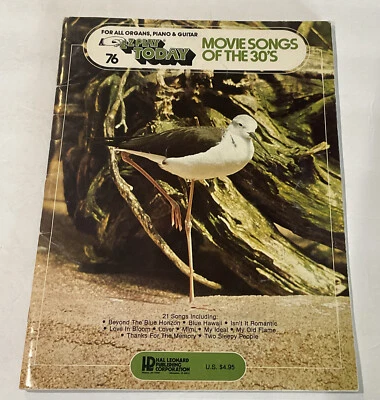 FOR ALL ORGANS, PIANO & GUITAR
E-Z PLAY
TODAY
76
MOVIE SONGS
OF THE 30'S
21 Songs Including:
• Beyond The Blue Horizon • Blue Hawaii • Isn't It Romantic
• Love In Bloom • Lover • Mimi • My Ideal • My Old Flame
• Thanks For The Memory • Two Sleepy People
HAL LEONARD
PUBLISHING
CORPORATION
U.S. $4.95